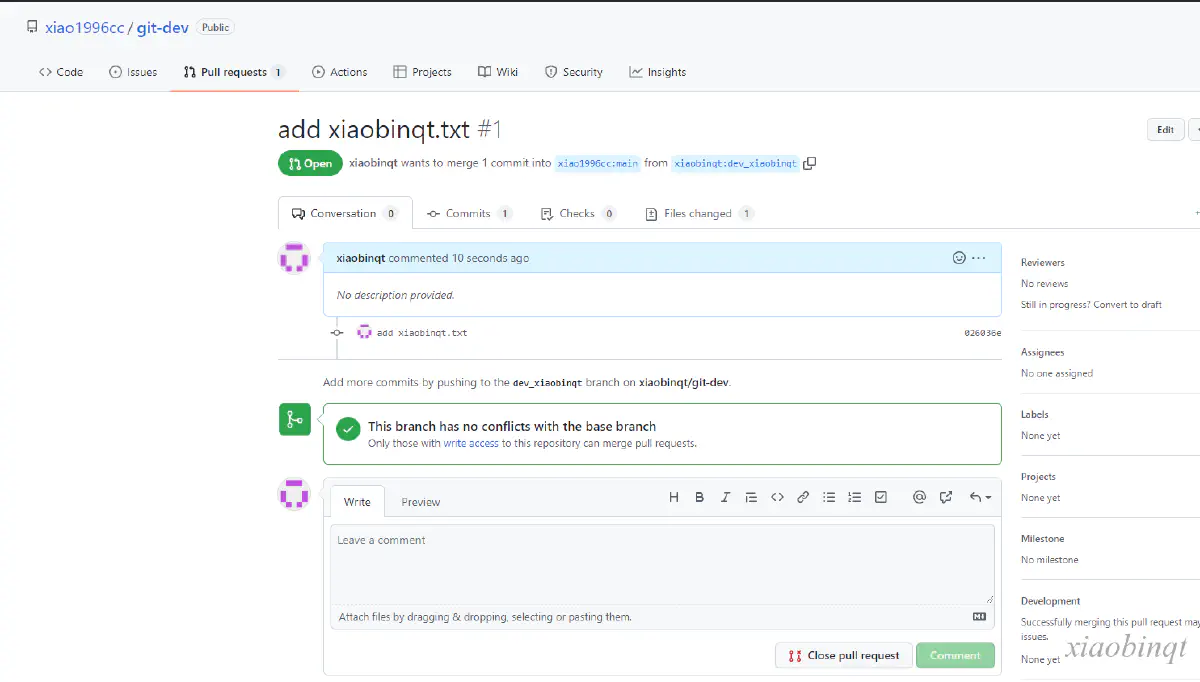 xiao1996cc / git-dev Public
Code Issues Pull requests 1 Actions Projects Wiki Security Insights
add xiaobinqt.txt #1
Edit
Open xiaobinqt wants to merge 1 commit into xiao1996cc:main from xiaobinqt:dev_xiaobinqt
Conversation 0 Commits 1 Checks 0 Files changed 1
xiaobinqt commented 10 seconds ago
No description provided.
add xiaobinqt.txt 026036e
Add more commits by pushing to the dev_xiaobinqt branch on xiaobinqt/git-dev.
This branch has no conflicts with the base branch
Only those with write access to this repository can merge pull requests.
Write Preview
Leave a comment
Attach files by dragging & dropping, selecting or pasting them.
Close pull request Comment
Reviewers
No reviews
Still in progress? Convert to draft
Assignees
No one assigned
Labels
None yet
Projects
None yet
Milestone
No milestone
Development
Successfully merging this pull request may
issues.
None yet
xiaobinqt